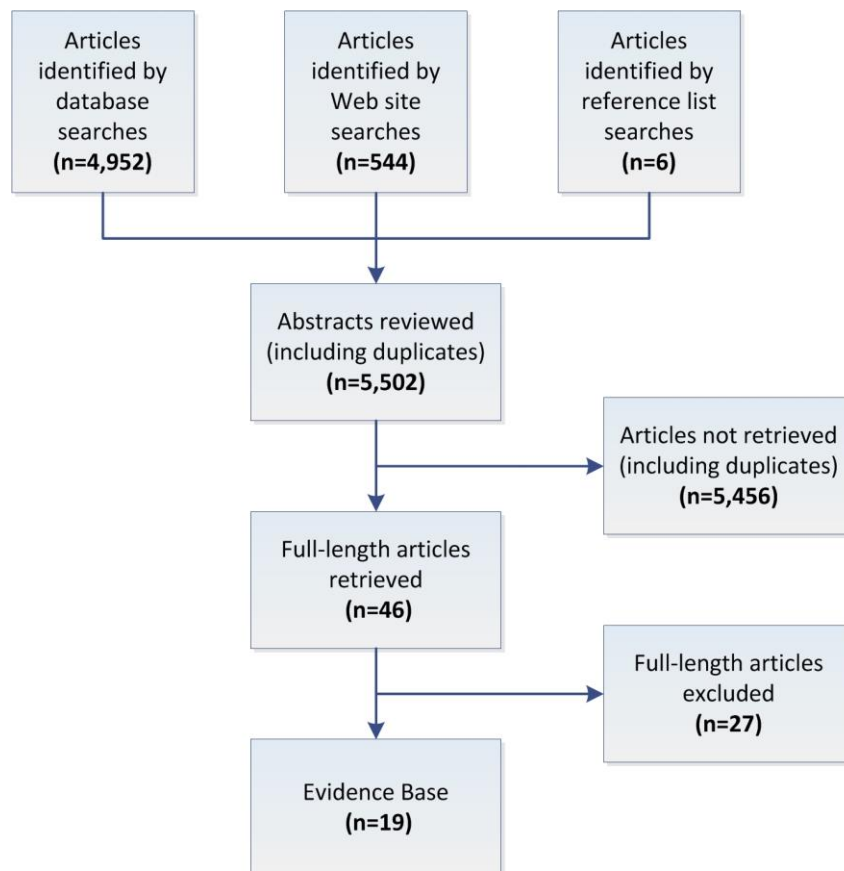 Articles
identified by
database
searches
(n=4,952)
Articles
identified by
Web site
searches
(n=544)
Articles
identified by
reference list
searches
(n=6)
Abstracts reviewed
(including duplicates)
(n=5,502)
Articles not retrieved
(including duplicates)
(n=5,456)
Full-length articles
retrieved
(n=46)
Full-length articles
excluded
(n=27)
Evidence Base
(n=19)